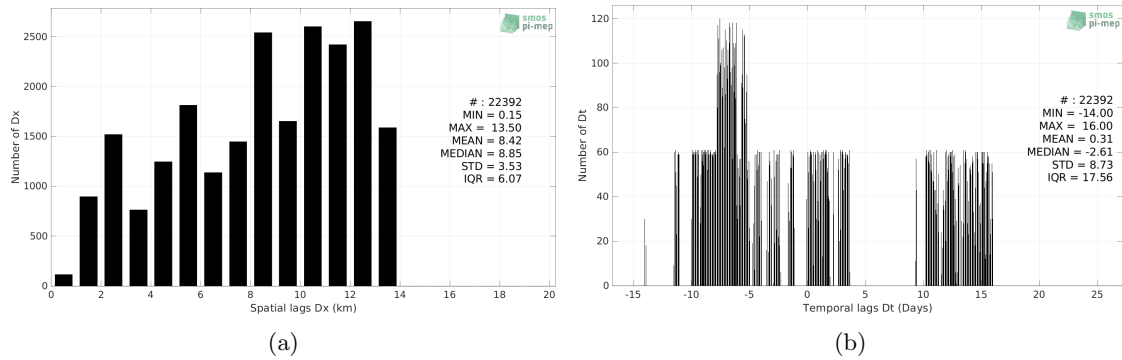 smos
pi-mep
2500
2000
1500
1000
500
0
Number of Dx
# : 22392
MIN = 0.15
MAX = 13.50
MEAN = 8.42
MEDIAN = 8.85
STD = 3.53
IQR = 6.07
0 2 4 6 8 10 12 14 16 18 20
Spatial lags Dx (km)
(a)
smos
pi-mep
120
100
80
60
40
20
0
Number of Dt
# : 22392
MIN = -14.00
MAX = 16.00
MEAN = 0.31
MEDIAN = -2.61
STD = 8.73
IQR = 17.56
-15 -10 -5 0 5 10 15 20 25
Temporal lags Dt (Days)
(b)